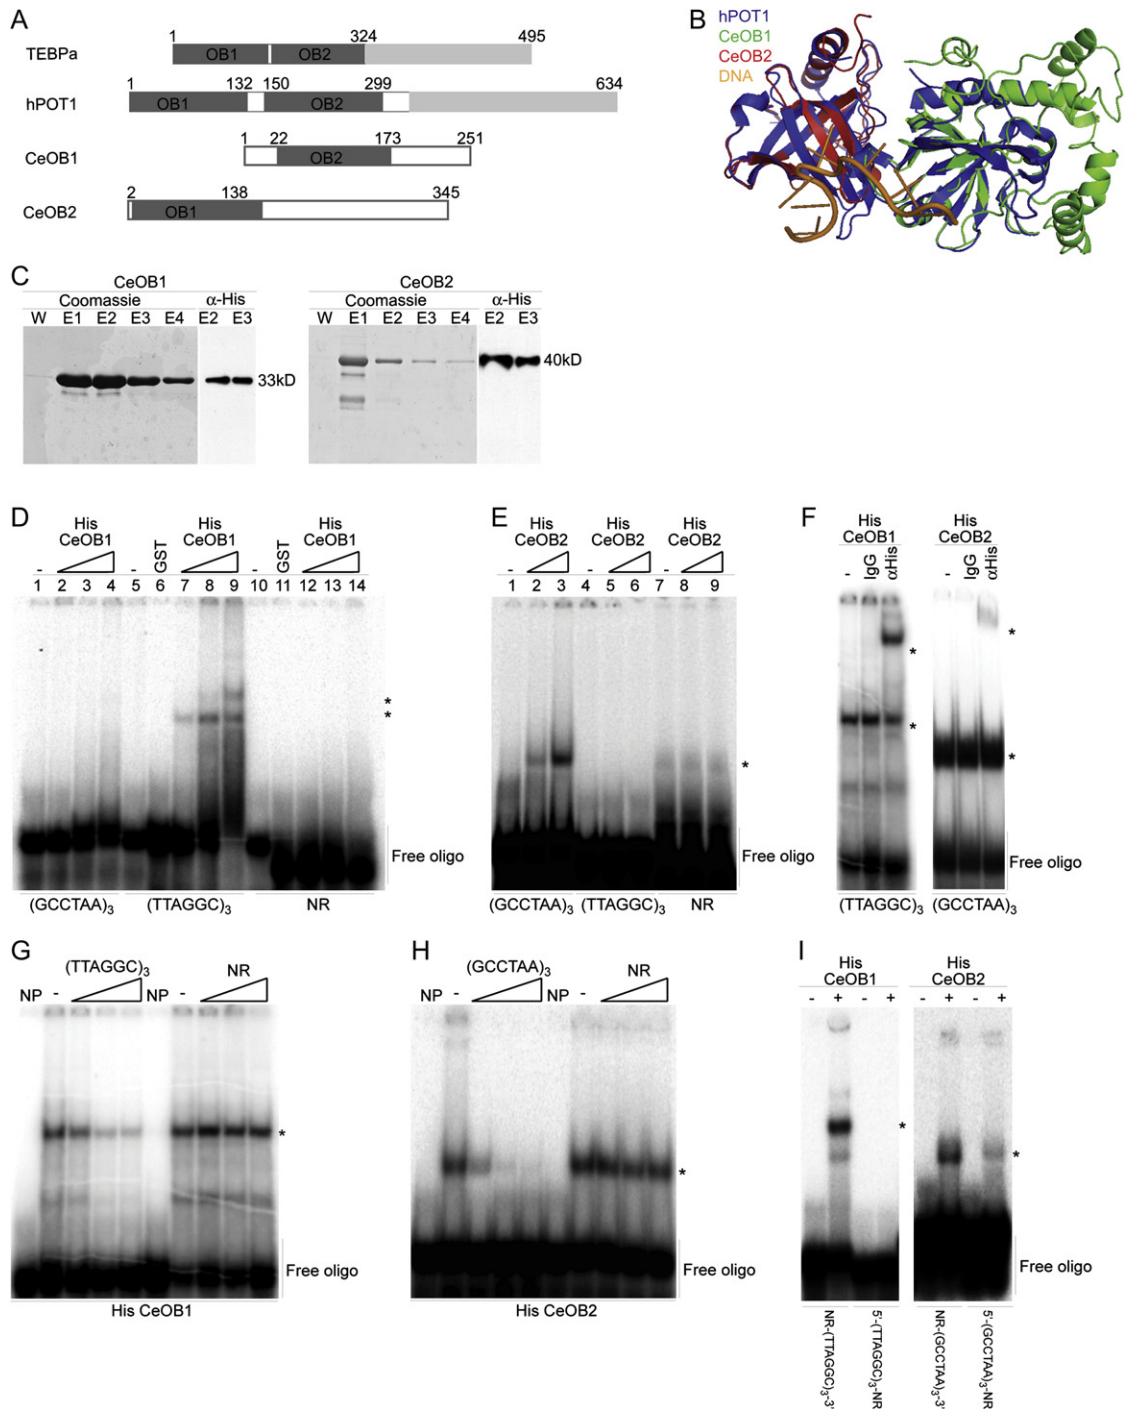 A
1 324 495
TEBPa OB1 OB2
1 132 150 299 634
hPOT1 OB1 OB2
1 22 173 251
CeOB1 OB2
2 138 345
CeOB2 OB1
B
hPOT1
CeOB1
CeOB2
DNA
C
CeOB1
Coomassie α-His
W E1 E2 E3 E4 E2 E3
33kD
CeOB2
Coomassie α-His
W E1 E2 E3 E4 E2 E3
40kD
D
His CeOB1
His CeOB1
His CeOB1
- - GST - GST
1 2 3 4 5 6 7 8 9 10 11 12 13 14
*
*
Free oligo
(GCCTAA)3 (TTAGGC)3 NR
E
His CeOB2
His CeOB2
His CeOB2
- - -
1 2 3 4 5 6 7 8 9
*
(GCCTAA)3 (TTAGGC)3 NR
Free oligo
F
His CeOB1
- IgG αHis
*
*
(TTAGGC)3
His CeOB2
- IgG αHis
*
*
Free oligo
(GCCTAA)3
G
(TTAGGC)3 NR
NP - NP -
*
Free oligo
His CeOB1
H
(GCCTAA)3 NR
NP - NP -
*
Free oligo
His CeOB2
I
His CeOB1
His CeOB2
- + - + - + - +
*
*
Free oligo
NR-(TTAGGC)3-3'
5'-(TTAGGC)3-NR
NR-(GCCTAA)3-3'
5'-(GCCTAA)3-NR